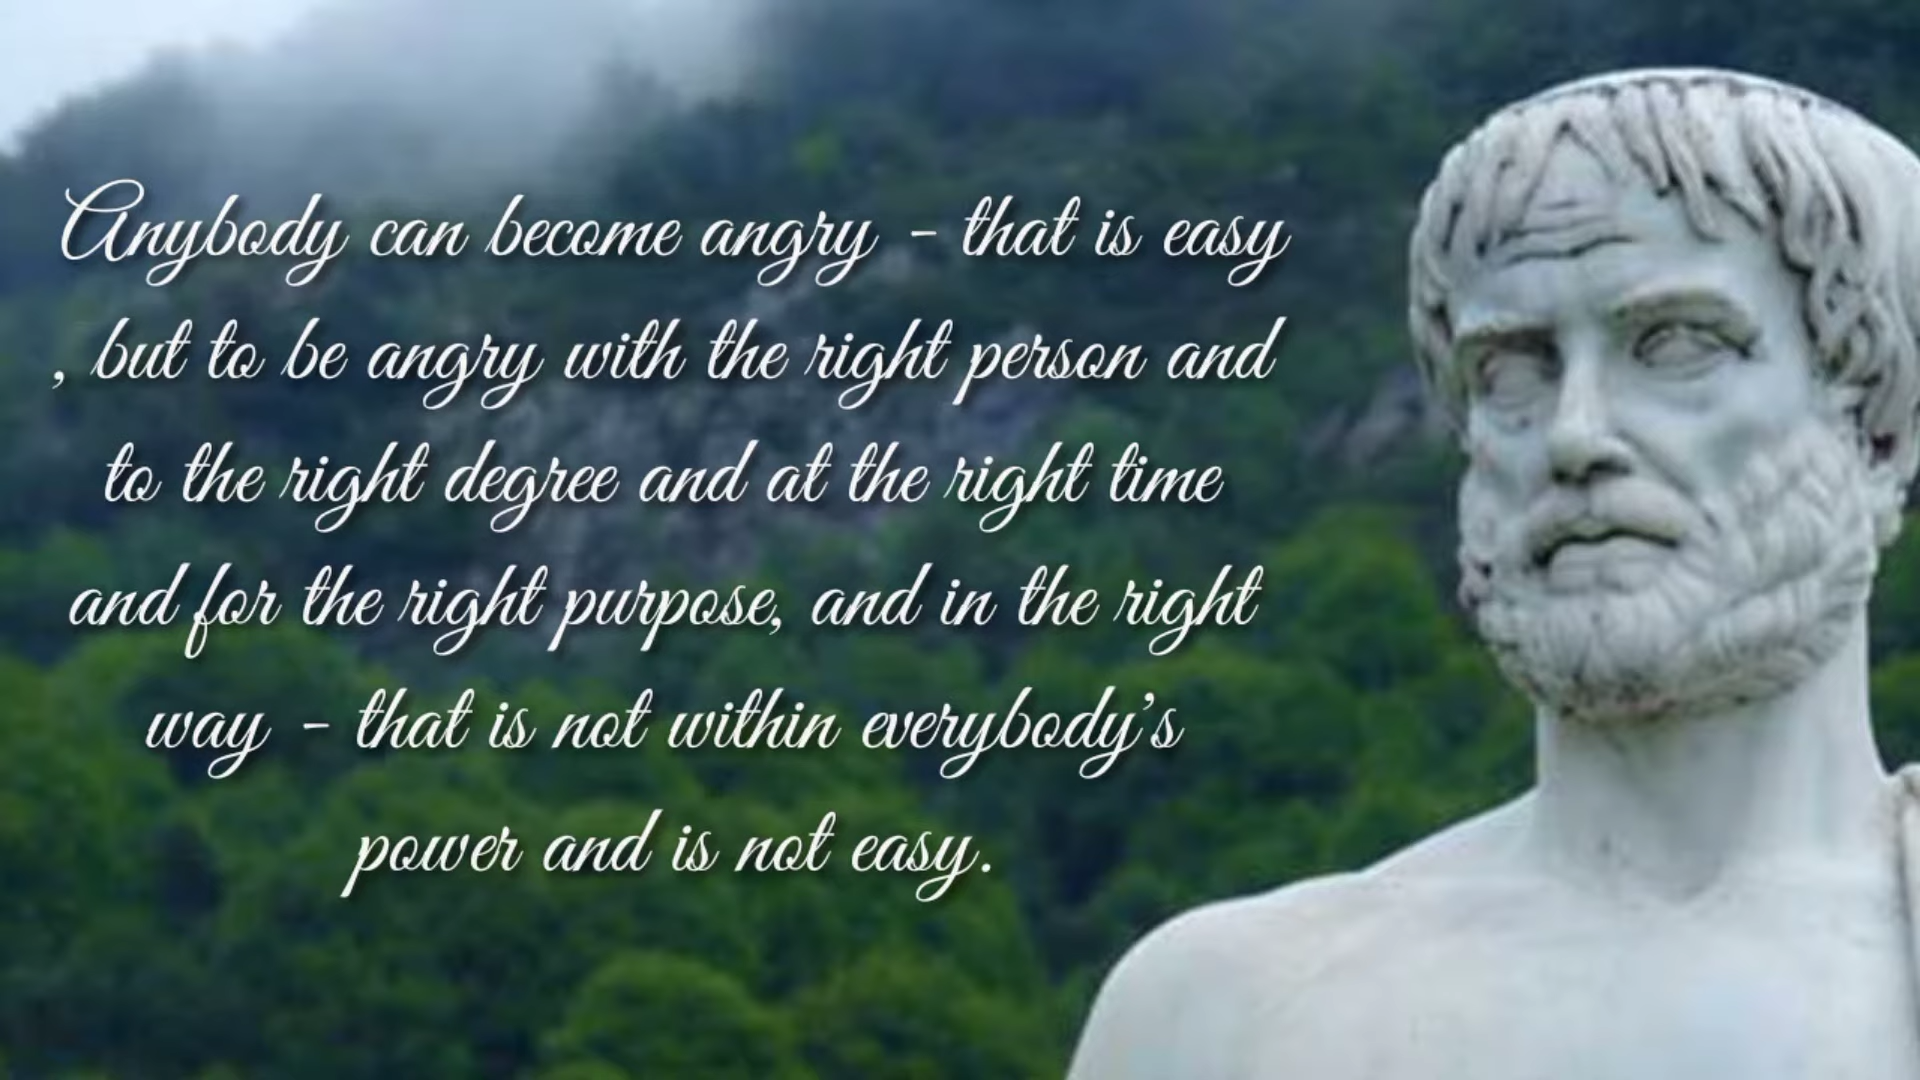 Anybody can become angry - that is easy
, but to be angry with the right person and
to the right degree and at the right time
and for the right purpose, and in the right
way - that is not within everybody's
power and is not easy.